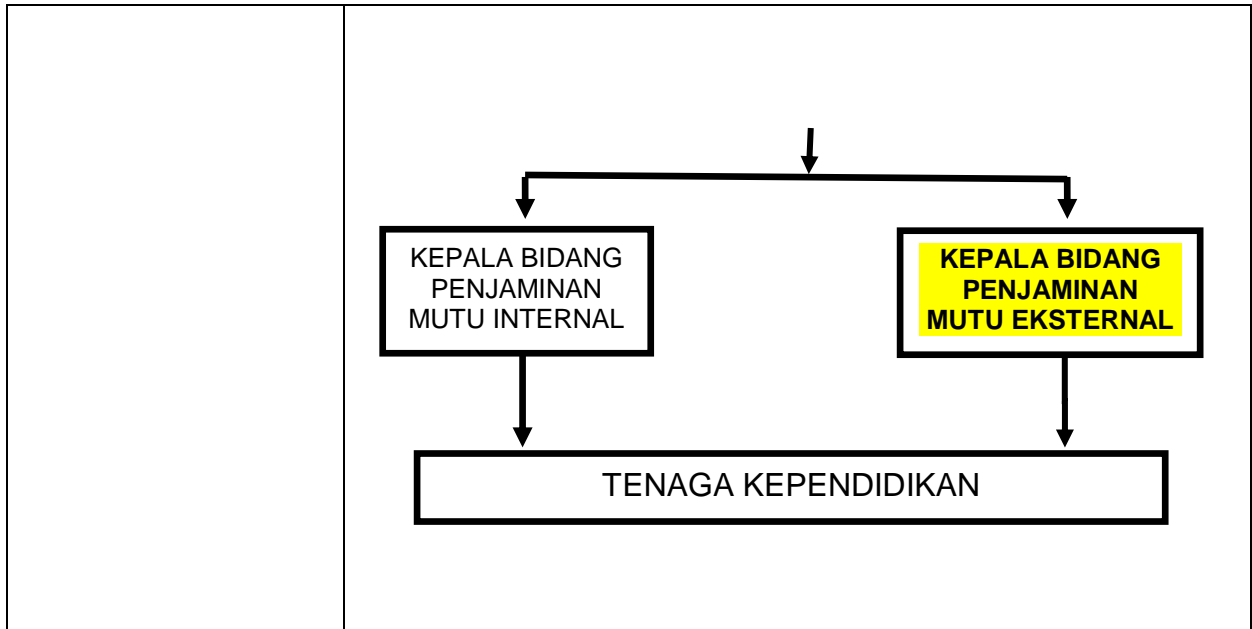 KEPALA BIDANG
PENJAMINAN
MUTU INTERNAL
KEPALA BIDANG
PENJAMINAN
MUTU EKSTERNAL
TENAGA KEPENDIDIKAN